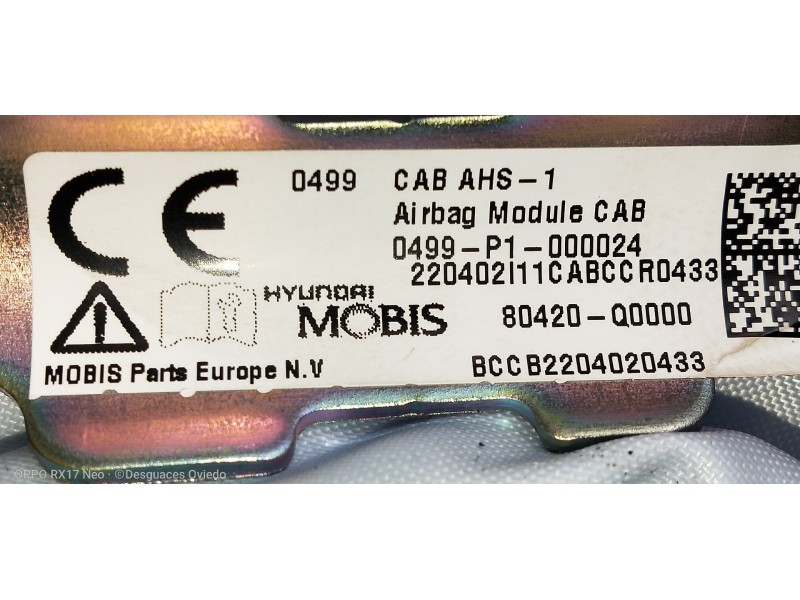 CE 0499 CAB AHS-1
Airbag Module CAB
0499-P1-000024
220402I11CABCCR0433
HYUNDAI
MOBIS 80420-Q0000
MOBIS Parts Europe N.V BCCB2204020433
OPPO RX17 Neo · ©Desguaces Oviedo